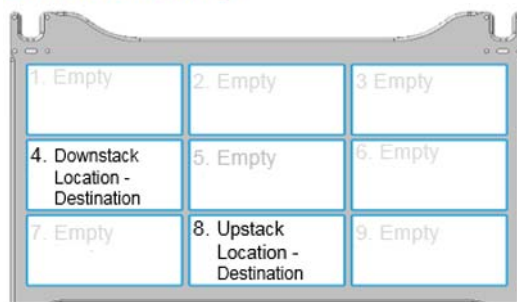 1. Empty
2. Empty
3 Empty
4. Downstack
Location -
Destination
5. Empty
6. Empty
7. Empty
8. Upstack
Location -
Destination
9. Empty